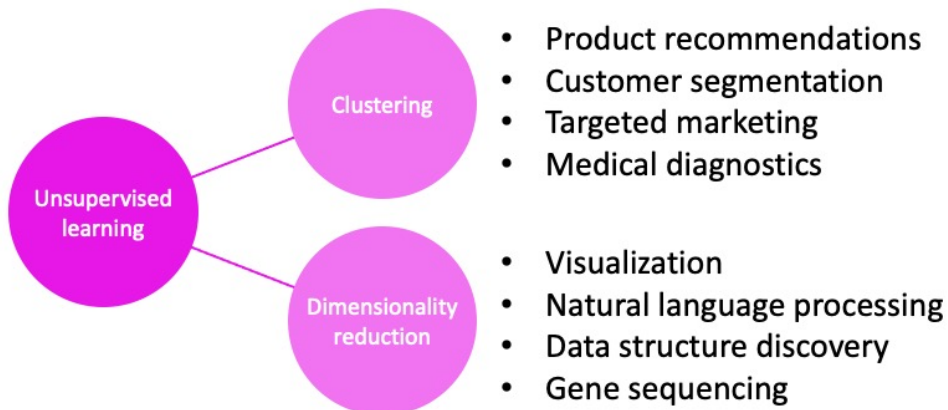 Unsupervised
learning
Clustering
• Product recommendations
• Customer segmentation
• Targeted marketing
• Medical diagnostics
Dimensionality
reduction
• Visualization
• Natural language processing
• Data structure discovery
• Gene sequencing